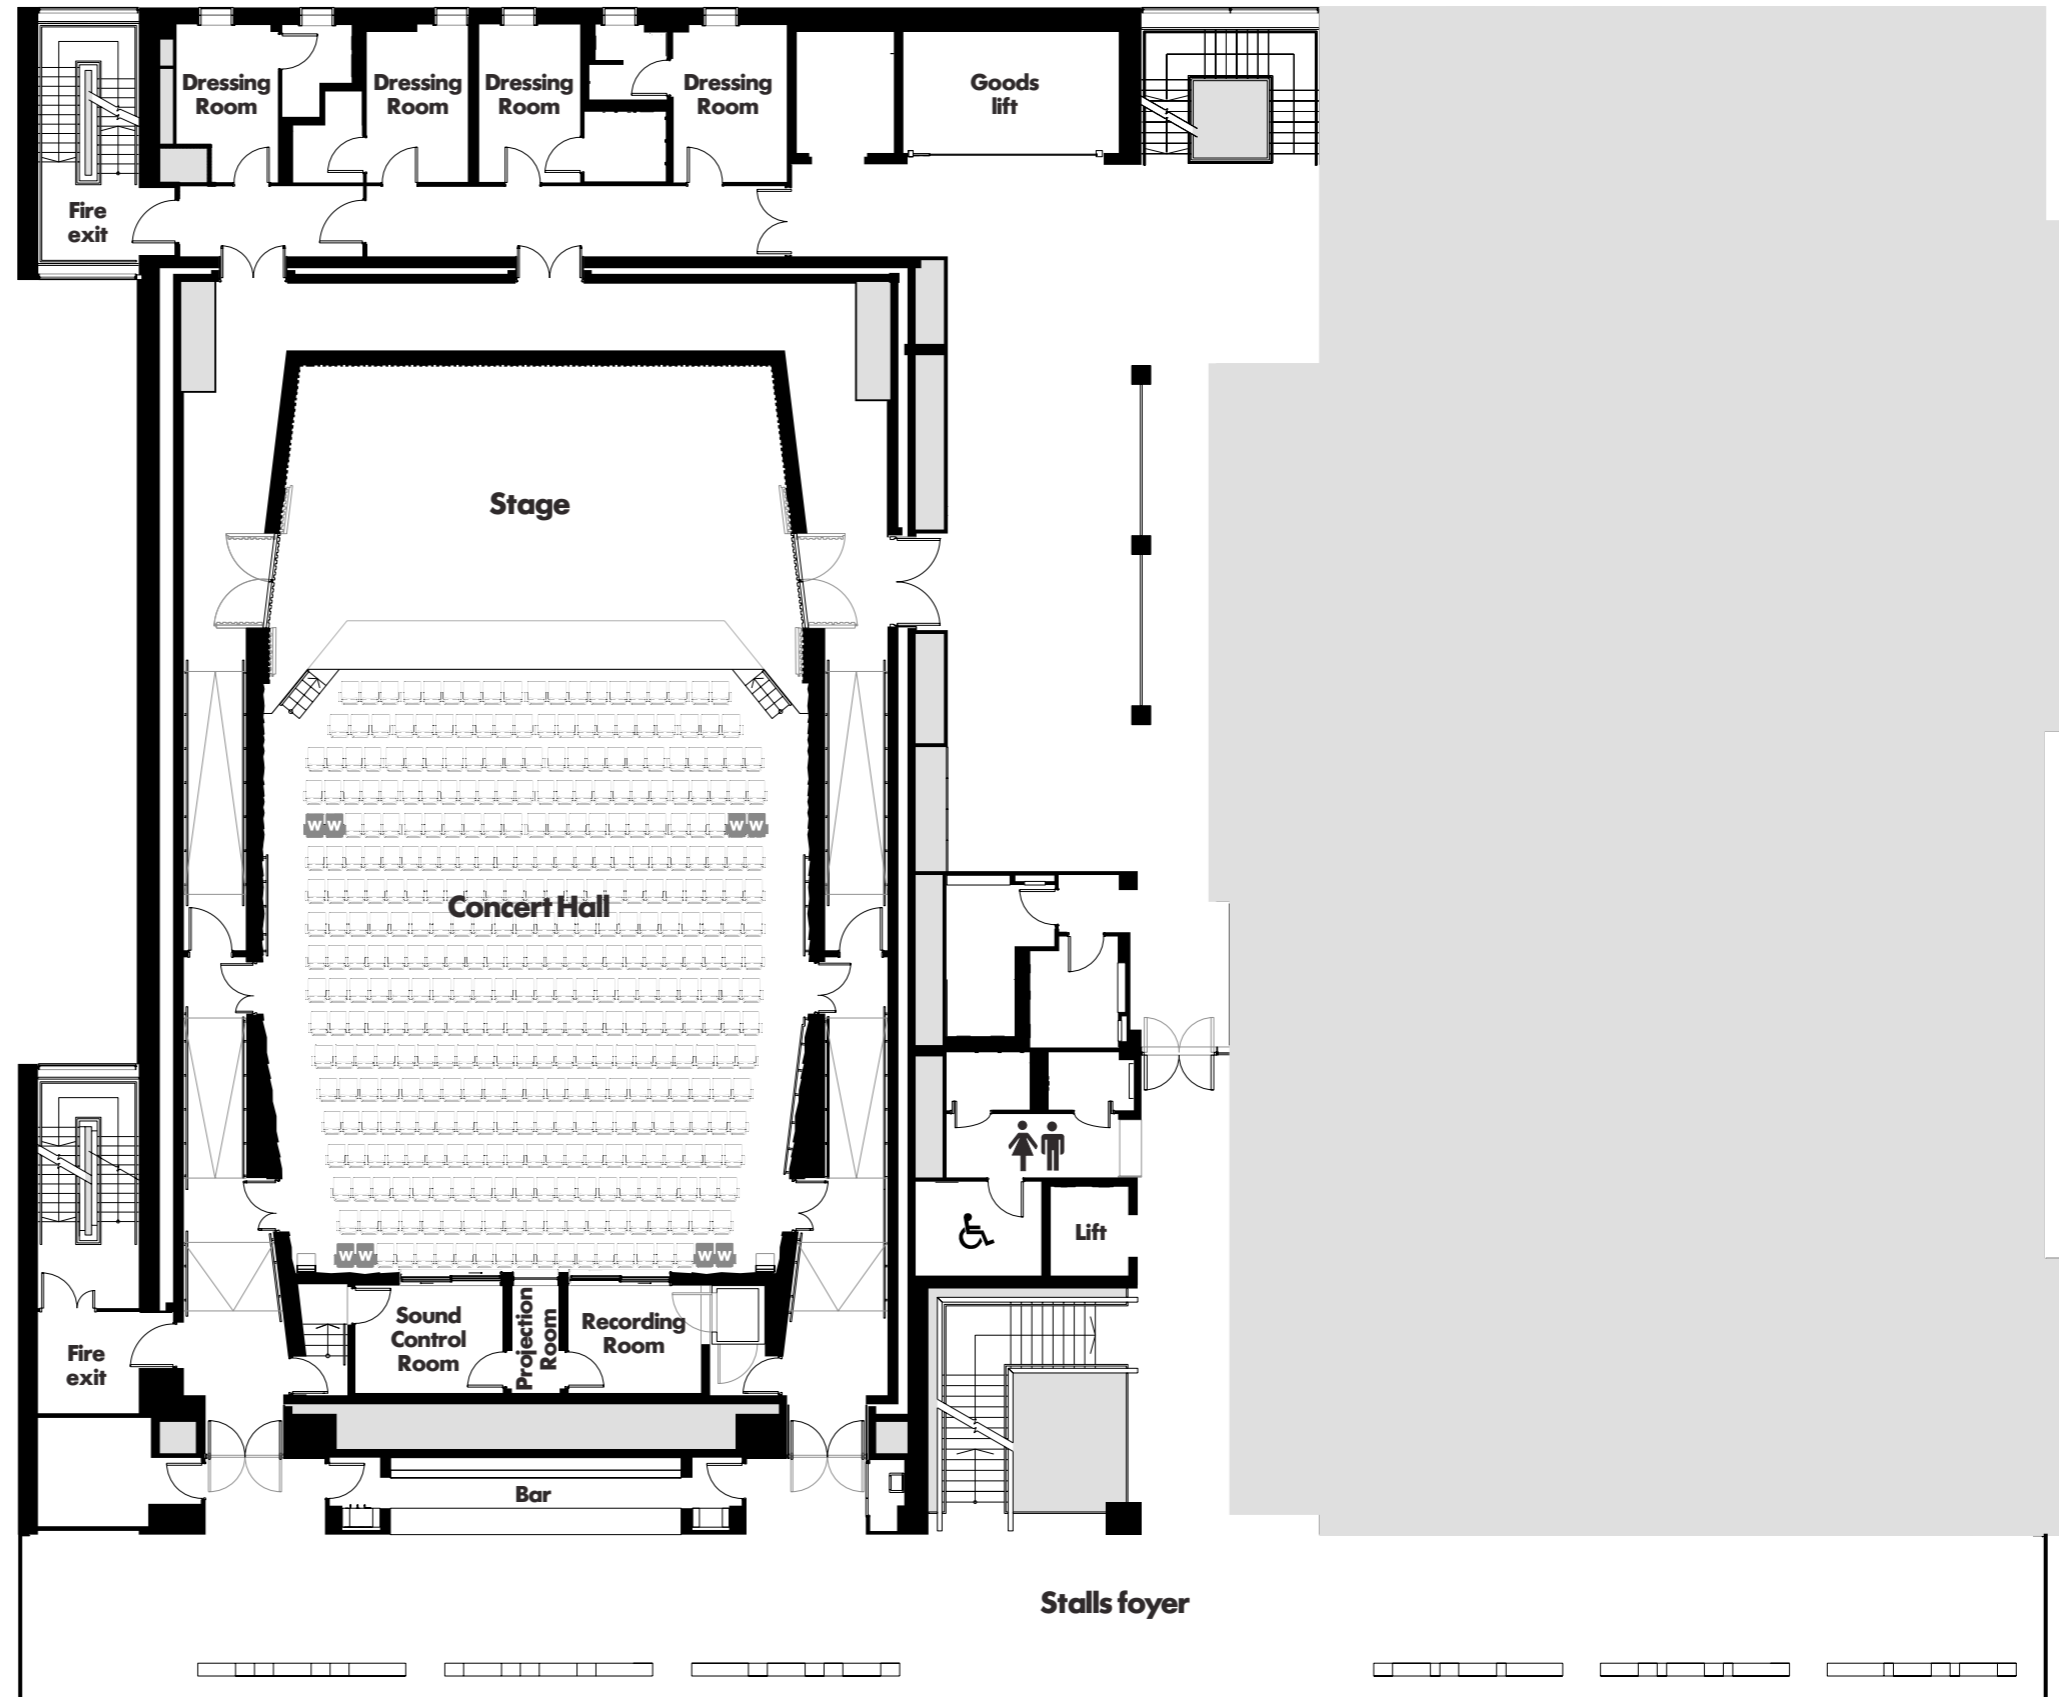 Dressing
Room
Dressing
Room
Dressing
Room
Dressing
Room
Goods
lift
Fire
exit
Stage
W W
W W
Concert Hall
Lift
W W
W W
Sound
Control
Room
Projection
Room
Recording
Room
Fire
exit
Bar
Stalls foyer